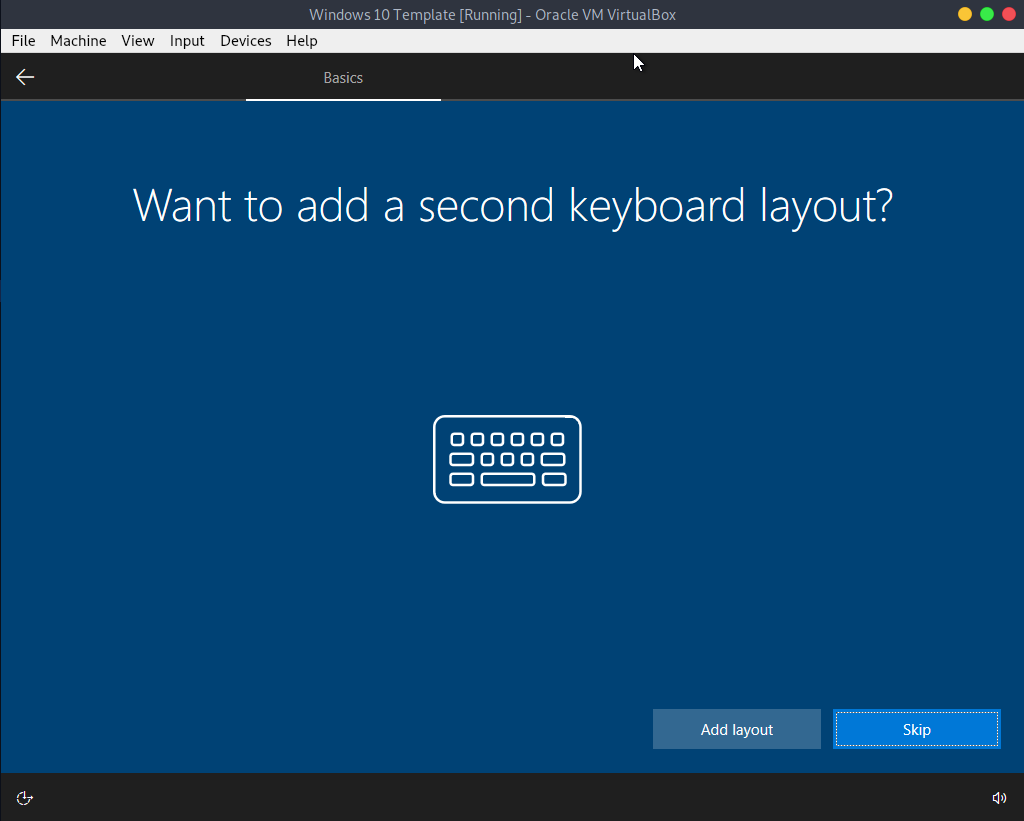 Windows 10 Template [Running] - Oracle VM VirtualBox
File Machine View Input Devices Help
Basics
Want to add a second keyboard layout?
Add layout Skip